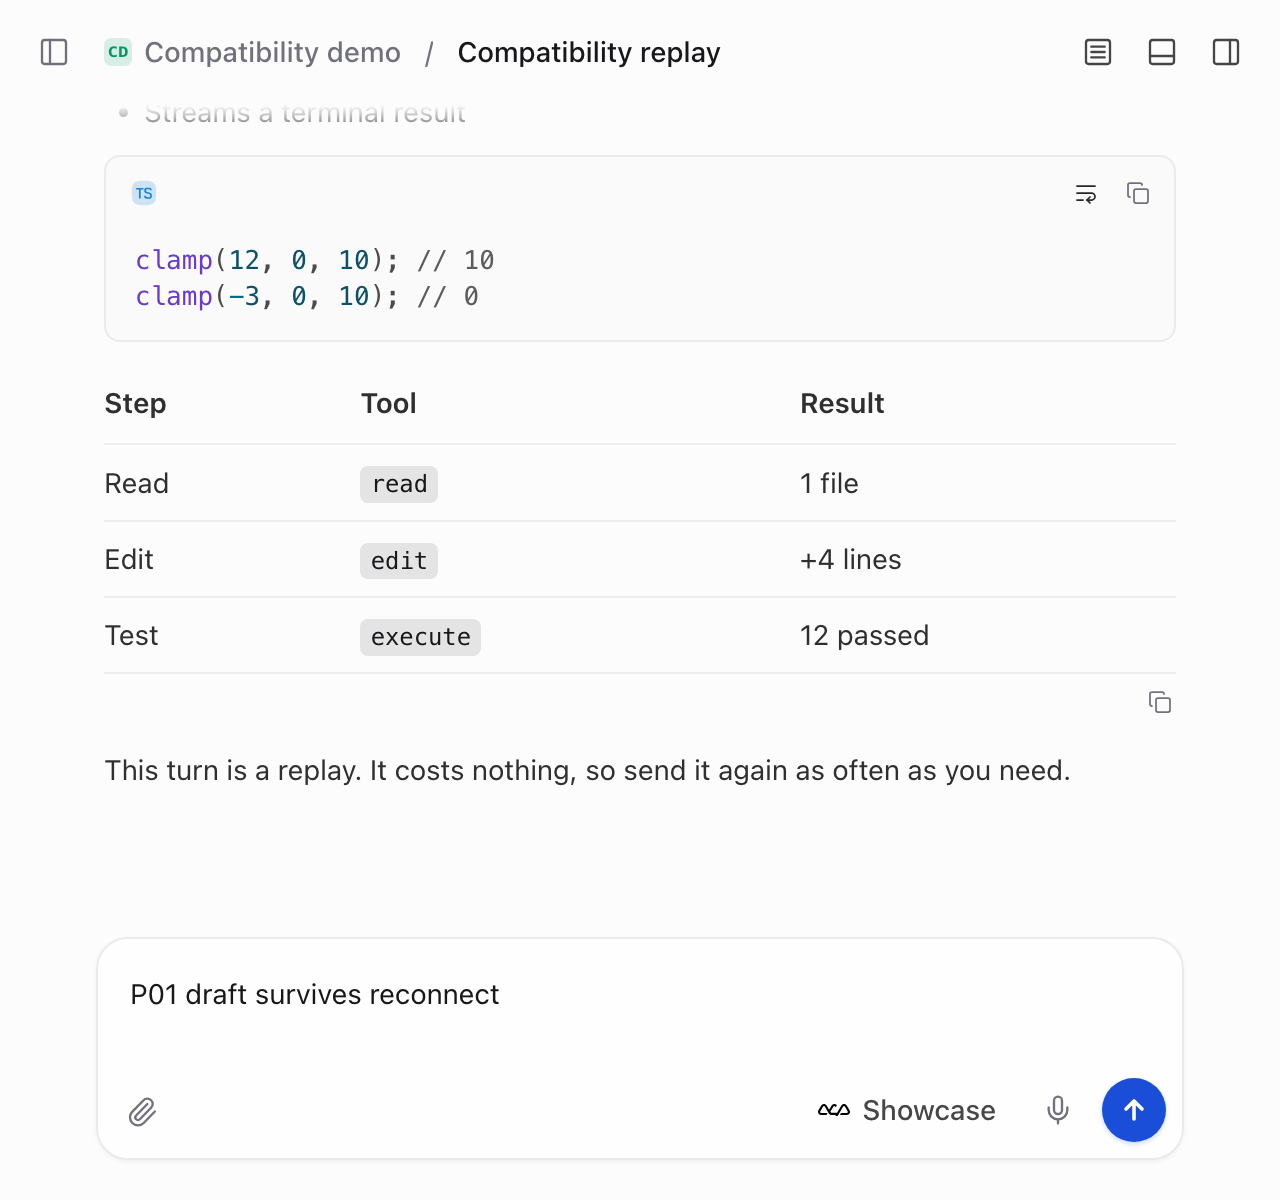 CD Compatibility demo / Compatibility replay
• Streams a terminal result
TS
clamp(12, 0, 10); // 10
clamp(-3, 0, 10); // 0
Step Tool Result
Read read 1 file
Edit edit +4 lines
Test execute 12 passed
This turn is a replay. It costs nothing, so send it again as often as you need.
P01 draft survives reconnect
Showcase